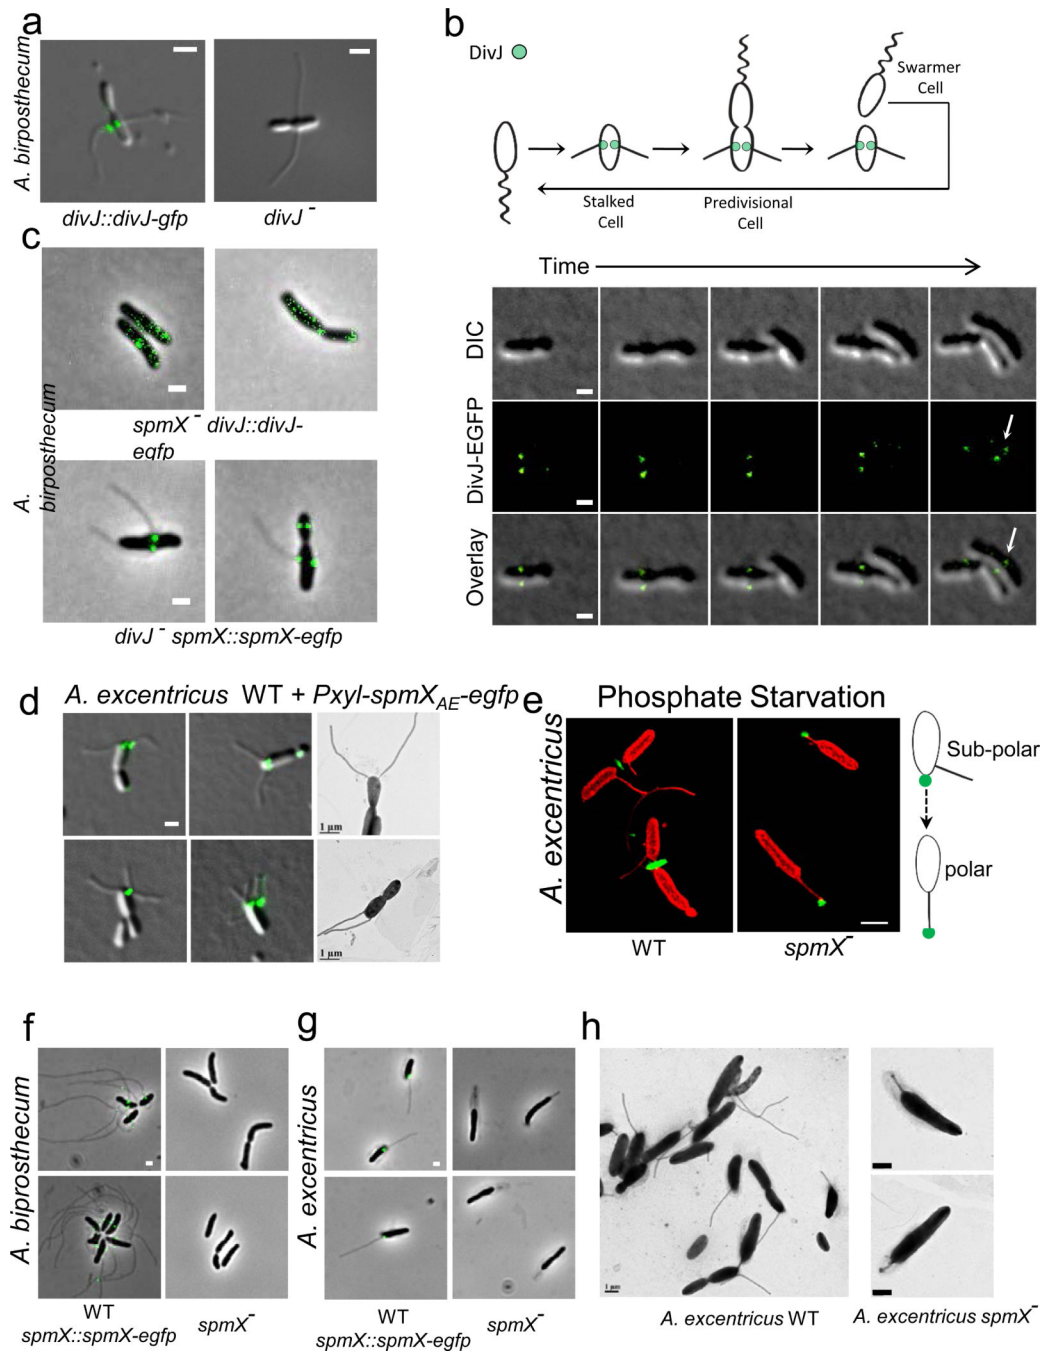 a
A. birposthecum
divJ::divJ-gfp
divJ -
b
DivJ
Swarmer
Cell
Stalked
Cell
Predivisional
Cell
Time
DIC
DivJ-EGFP
Overlay
c
A.
birposthecum
spmX - divJ::divJ-
egfp
divJ - spmX::spmX-egfp
d
A. excentricus WT + Pxyl-spmXAE-egfp
1 µm
1 µm
e
Phosphate Starvation
A. excentricus
WT
spmX-
Sub-polar
polar
f
A. biprosthecum
WT
spmX::spmX-egfp
spmX-
g
A. excentricus
WT
spmX::spmX-egfp
spmX-
h
1 µm
A. excentricus WT
A. excentricus spmX-